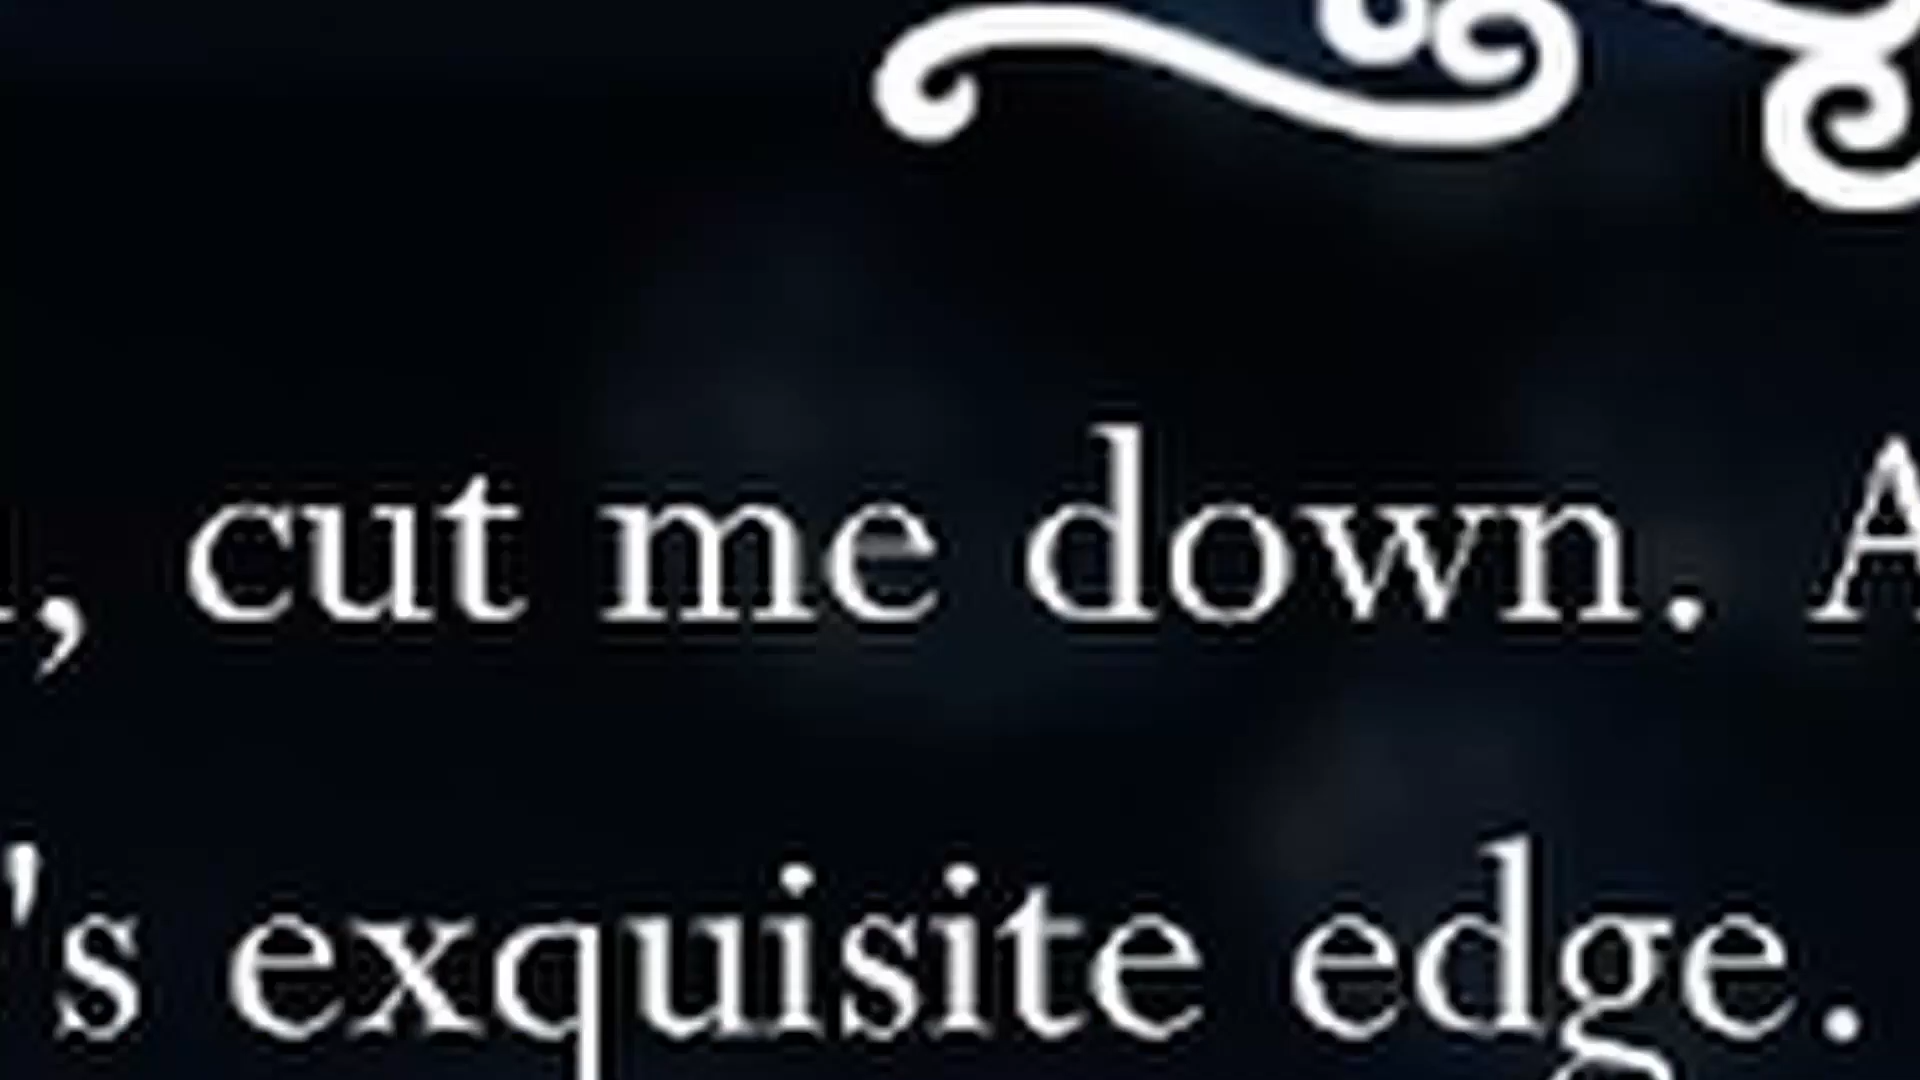 , cut me down. A
's exquisite edge.